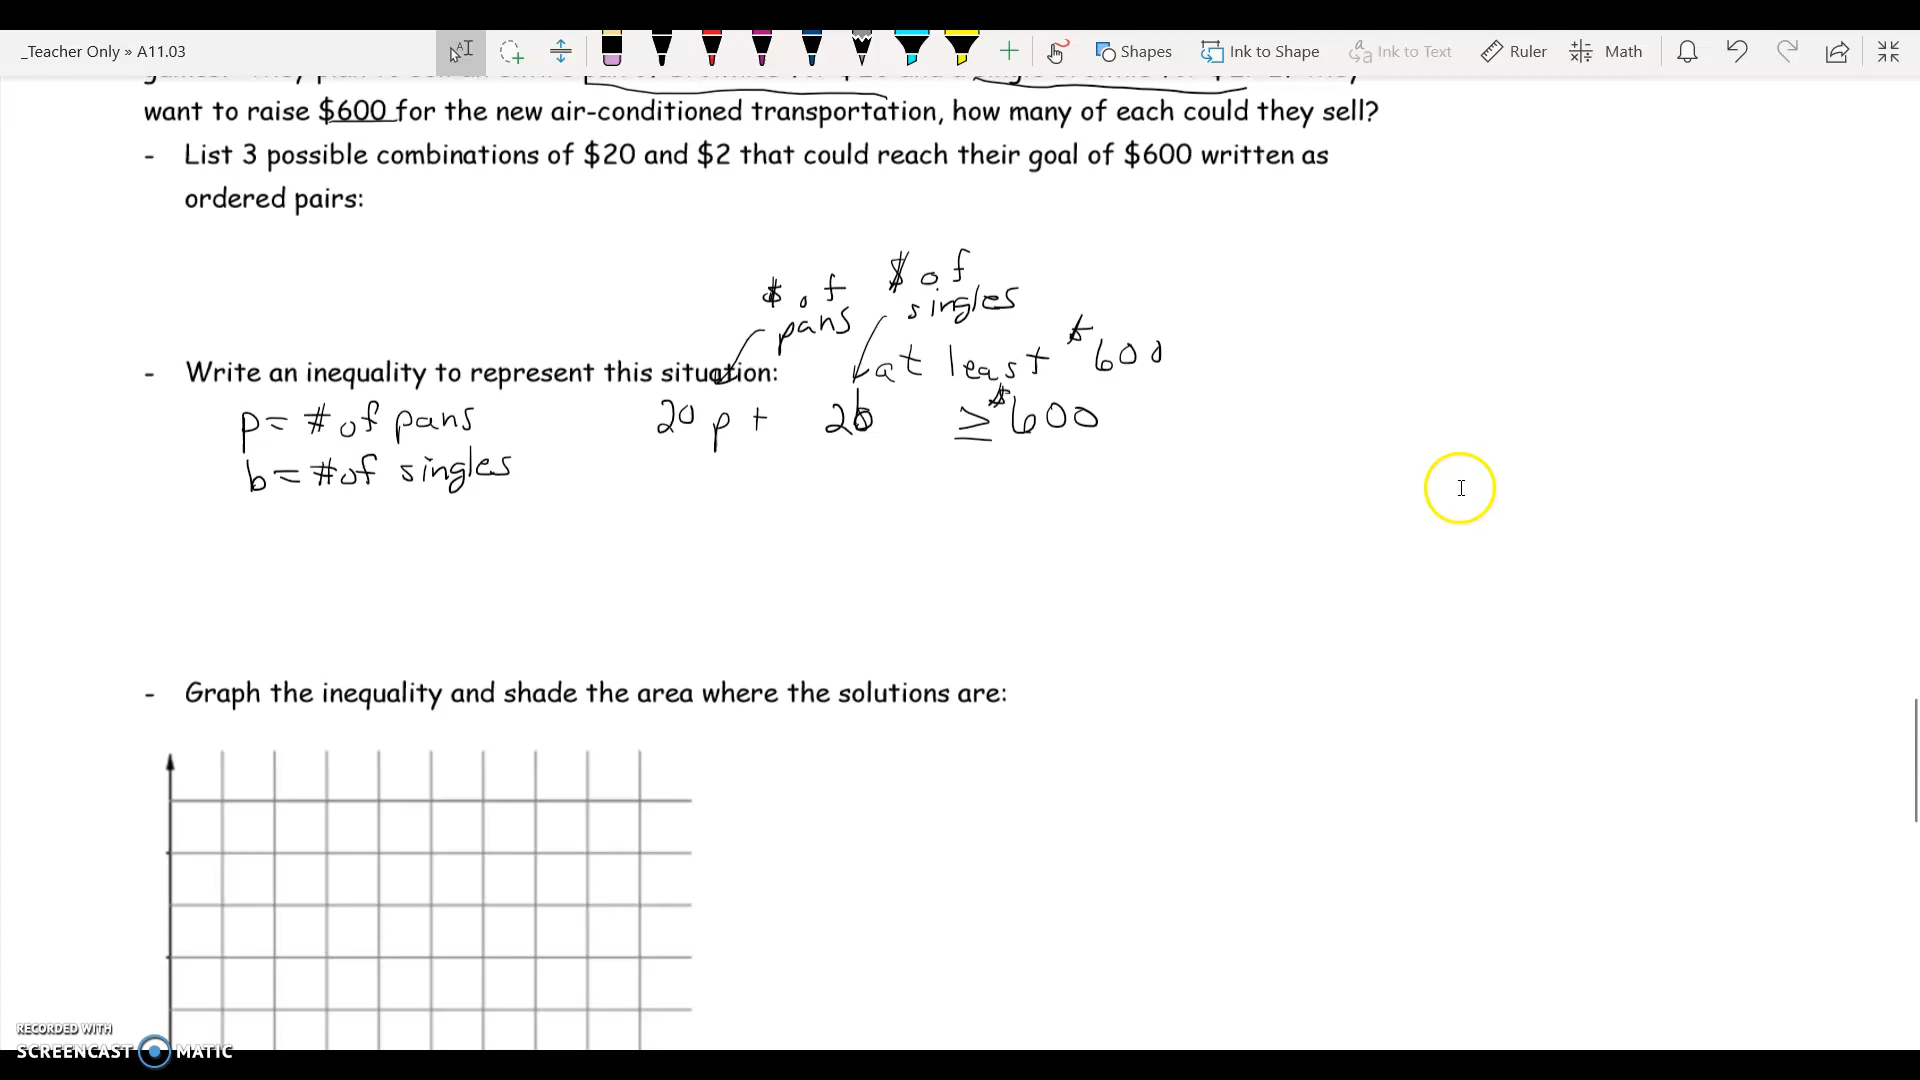 _Teacher Only » A11.03
Shapes
Ink to Shape
Ink to Text
Ruler
Math
want to raise $600 for the new air-conditioned transportation, how many of each could they sell?
- List 3 possible combinations of $20 and $2 that could reach their goal of $600 written as
ordered pairs:
$ of
pans
$ of
singles
at least $600
- Write an inequality to represent this situation:
p = # of pans
20p + 2b ≥ $600
b = # of singles
- Graph the inequality and shade the area where the solutions are:
RECORDED WITH
SCREENCAST MATIC